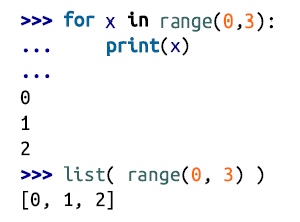 >>> for x in range(0,3):
...     print(x)
...
0
1
2
>>> list( range(0, 3) )
[0, 1, 2]